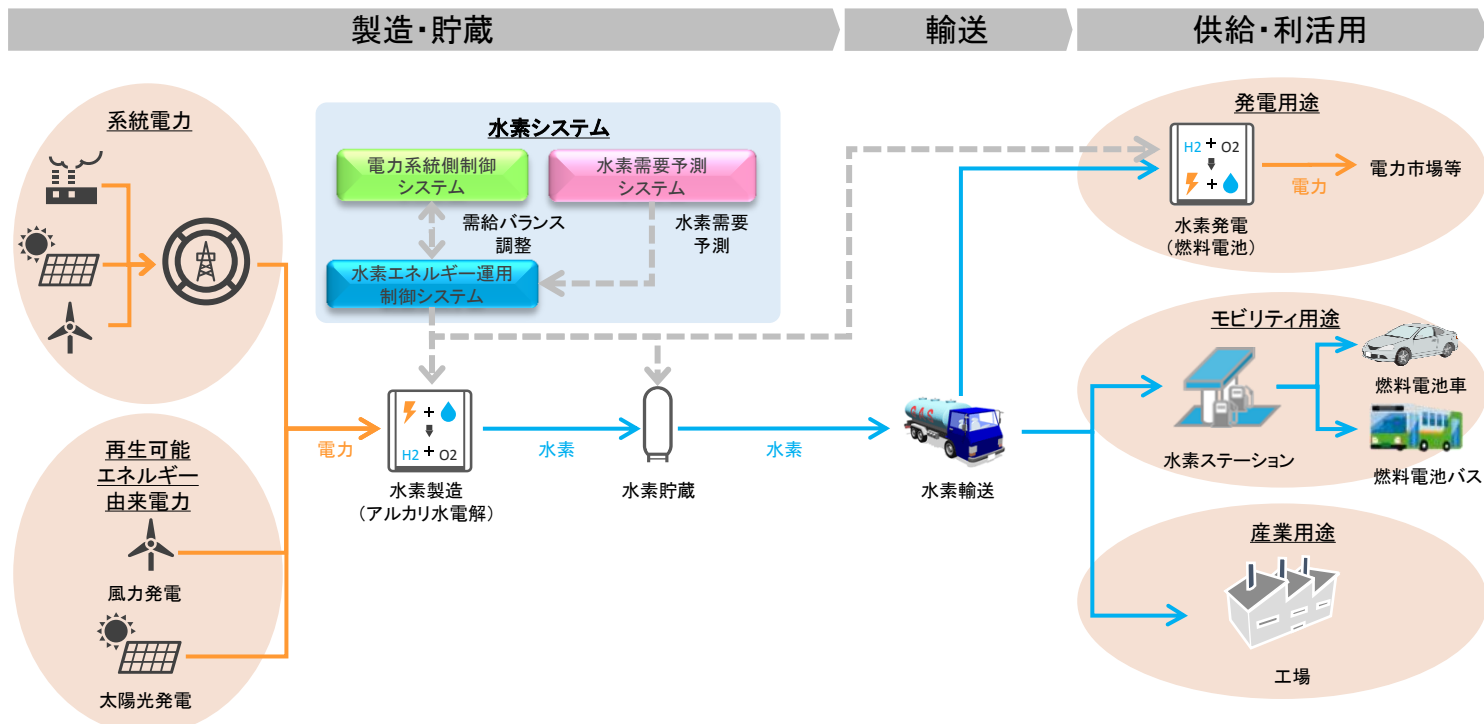 製造・貯蔵
輸送
供給・利活用
系統電力
水素システム
電力系統側制御
システム
水素需要予測
システム
需給バランス
調整
水素需要
予測
水素エネルギー運用
制御システム
再生可能
エネルギー
由来電力
風力発電
太陽光発電
電力
+
H2 + O2
水素製造
(アルカリ水電解)
水素
水素貯蔵
水素
GAS
水素輸送
発電用途
H2 + O2
+
水素発電
(燃料電池)
電力
電力市場等
モビリティ用途
水素ステーション
燃料電池車
燃料電池バス
産業用途
工場